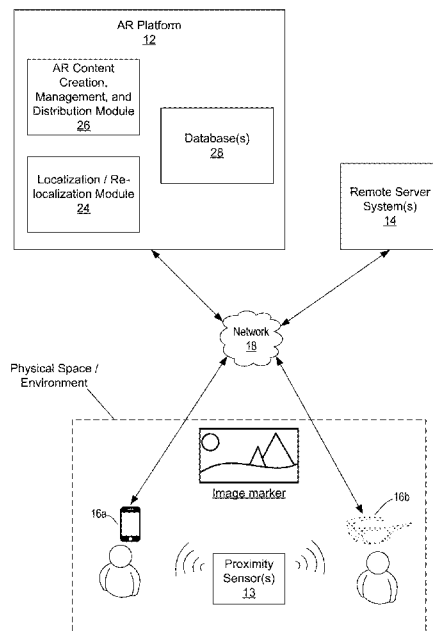 AR Platform
12
AR Content
Creation,
Management, and
Distribution Module
26
Database(s)
28
Localization / Re-
localization Module
24
Remote Server
System(s)
14
Network
18
Physical Space /
Environment
Image marker
16a
16b
Proximity
Sensor(s)
13